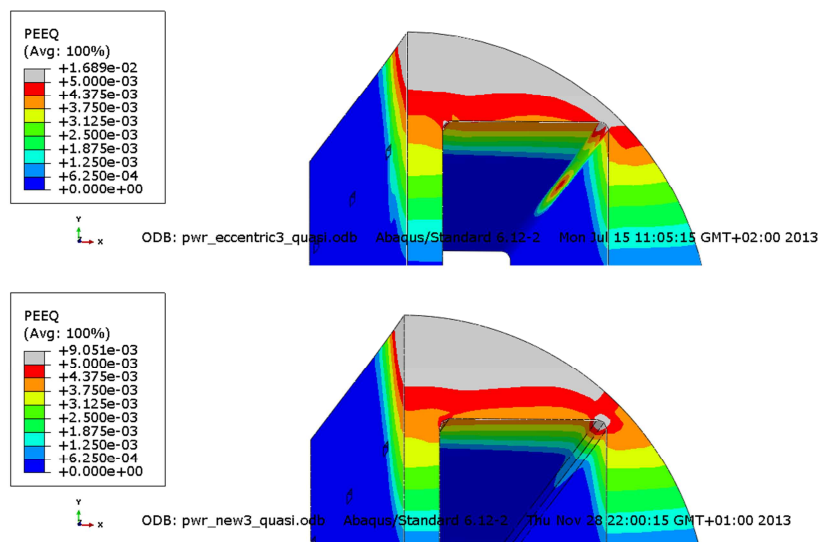 PEEQ
(Avg: 100%)
+1.689e-02
+5.000e-03
+4.375e-03
+3.750e-03
+3.125e-03
+2.500e-03
+1.875e-03
+1.250e-03
+6.250e-04
+0.000e+00
Y
Z X
ODB: pwr_eccentric3_quasi.odb Abaqus/Standard 6.12-2 Mon Jul 15 11:05:15 GMT+02:00 2013
PEEQ
(Avg: 100%)
+9.051e-03
+5.000e-03
+4.375e-03
+3.750e-03
+3.125e-03
+2.500e-03
+1.875e-03
+1.250e-03
+6.250e-04
+0.000e+00
Y
Z X
ODB: pwr_new3_quasi.odb Abaqus/Standard 6.12-2 Thu Nov 28 22:00:15 GMT+01:00 2013